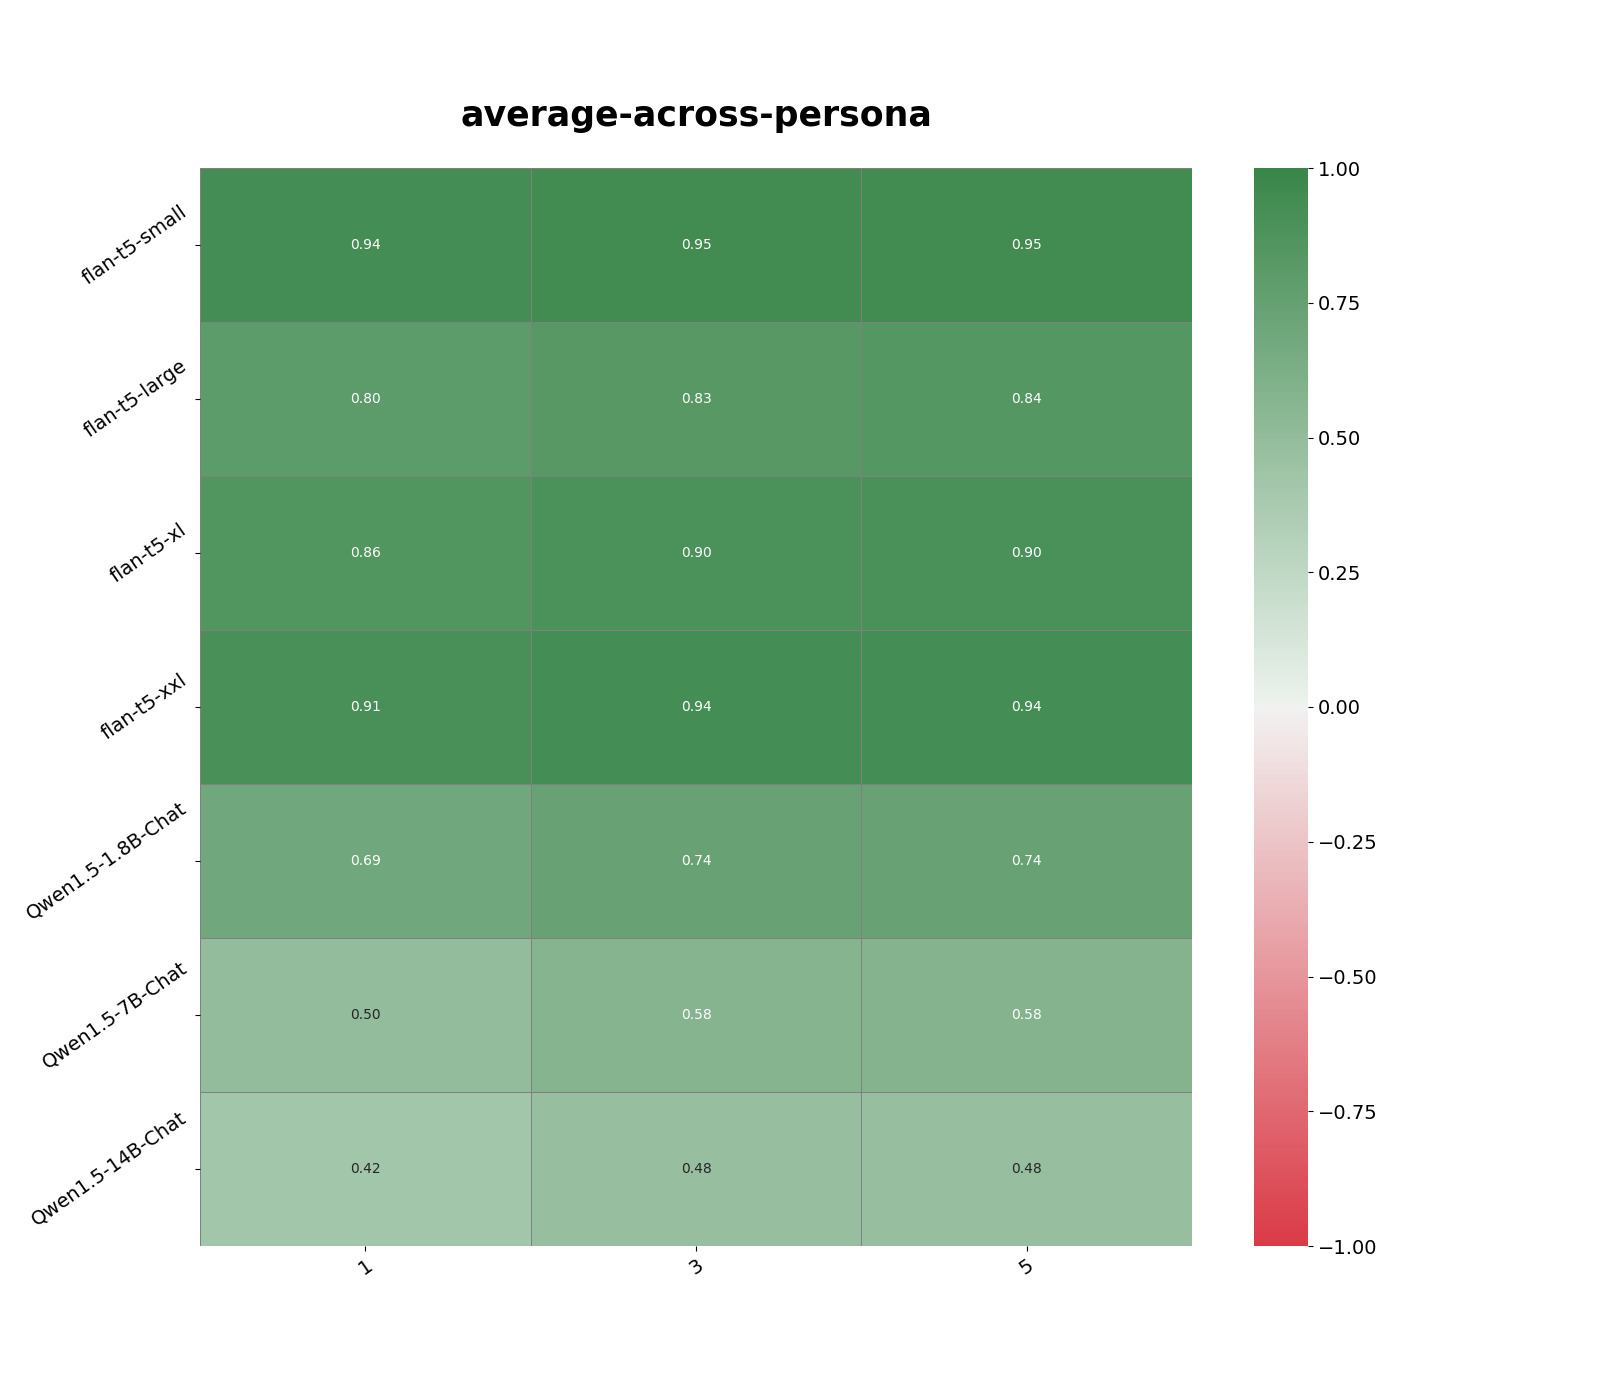 average-across-persona
flan-t5-small 0.94 0.95 0.95
flan-t5-large 0.80 0.83 0.84
flan-t5-xl 0.86 0.90 0.90
flan-t5-xxl 0.91 0.94 0.94
Qwen1.5-1.8B-Chat 0.69 0.74 0.74
Qwen1.5-7B-Chat 0.50 0.58 0.58
Qwen1.5-14B-Chat 0.42 0.48 0.48
1 3 5
1.00
0.75
0.50
0.25
0.00
−0.25
−0.50
−0.75
−1.00